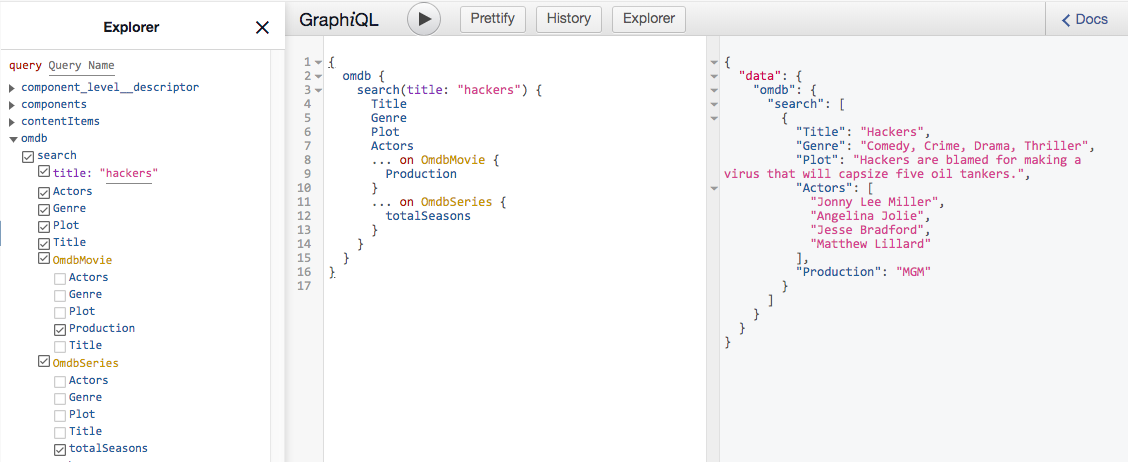 Explorer
query Query Name
component_level__descriptor
components
contentItems
omdb
search
title: "hackers"
Actors
Genre
Plot
Title
OmdbMovie
Actors
Genre
Plot
Production
Title
OmdbSeries
Actors
Genre
Plot
Title
totalSeasons
GraphiQL Prettify History Explorer Docs
1 {
2 omdb {
3 search(title: "hackers") {
4 Title
5 Genre
6 Plot
7 Actors
8 ... on OmdbMovie {
9 Production
10 }
11 ... on OmdbSeries {
12 totalSeasons
13 }
14 }
15 }
16 }
17
{
"data": {
"omdb": {
"search": [
{
"Title": "Hackers",
"Genre": "Comedy, Crime, Drama, Thriller",
"Plot": "Hackers are blamed for making a
virus that will capsize five oil tankers.",
"Actors": [
"Jonny Lee Miller",
"Angelina Jolie",
"Jesse Bradford",
"Matthew Lillard"
],
"Production": "MGM"
}
]
}
}
}